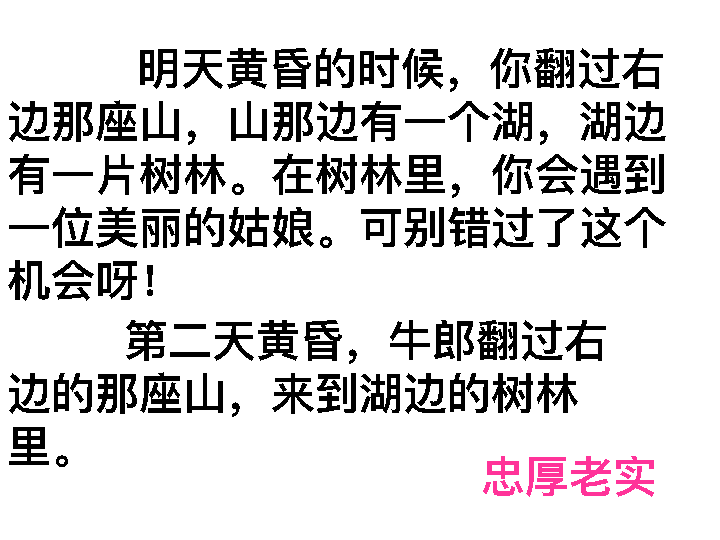 明天黄昏的时候，你翻过右
边那座山，山那边有一个湖，湖边
有一片树林。在树林里，你会遇到
一位美丽的姑娘。可别错过了这个
机会呀！
第二天黄昏，牛郎翻过右
边的那座山，来到湖边的树林
里。
忠厚老实